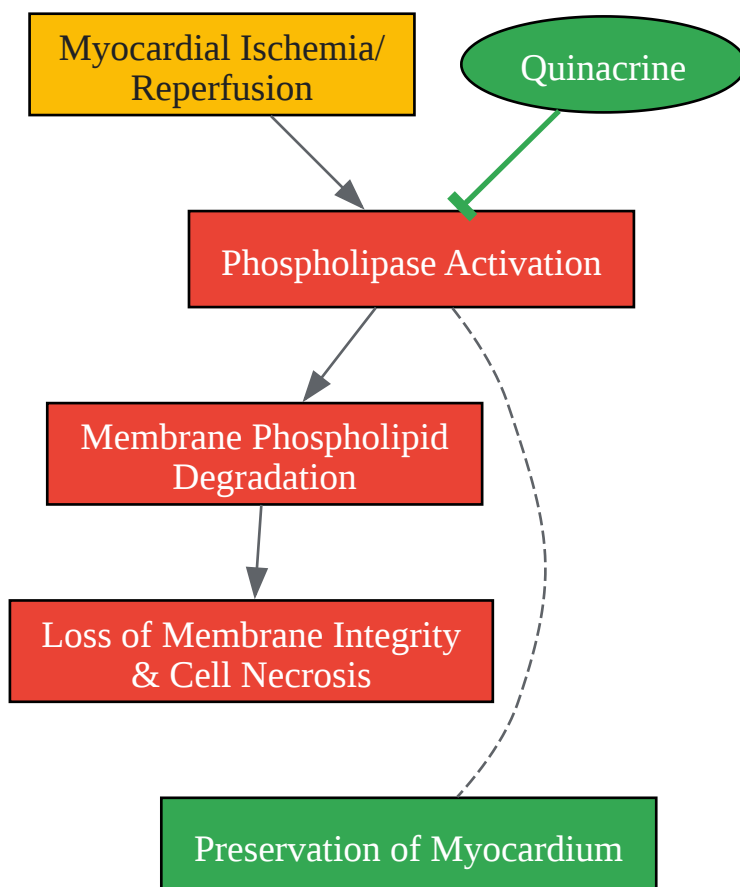 Myocardial Ischemia/
Reperfusion
Quinacrine
Phospholipase Activation
Membrane Phospholipid
Degradation
Loss of Membrane Integrity
& Cell Necrosis
Preservation of Myocardium